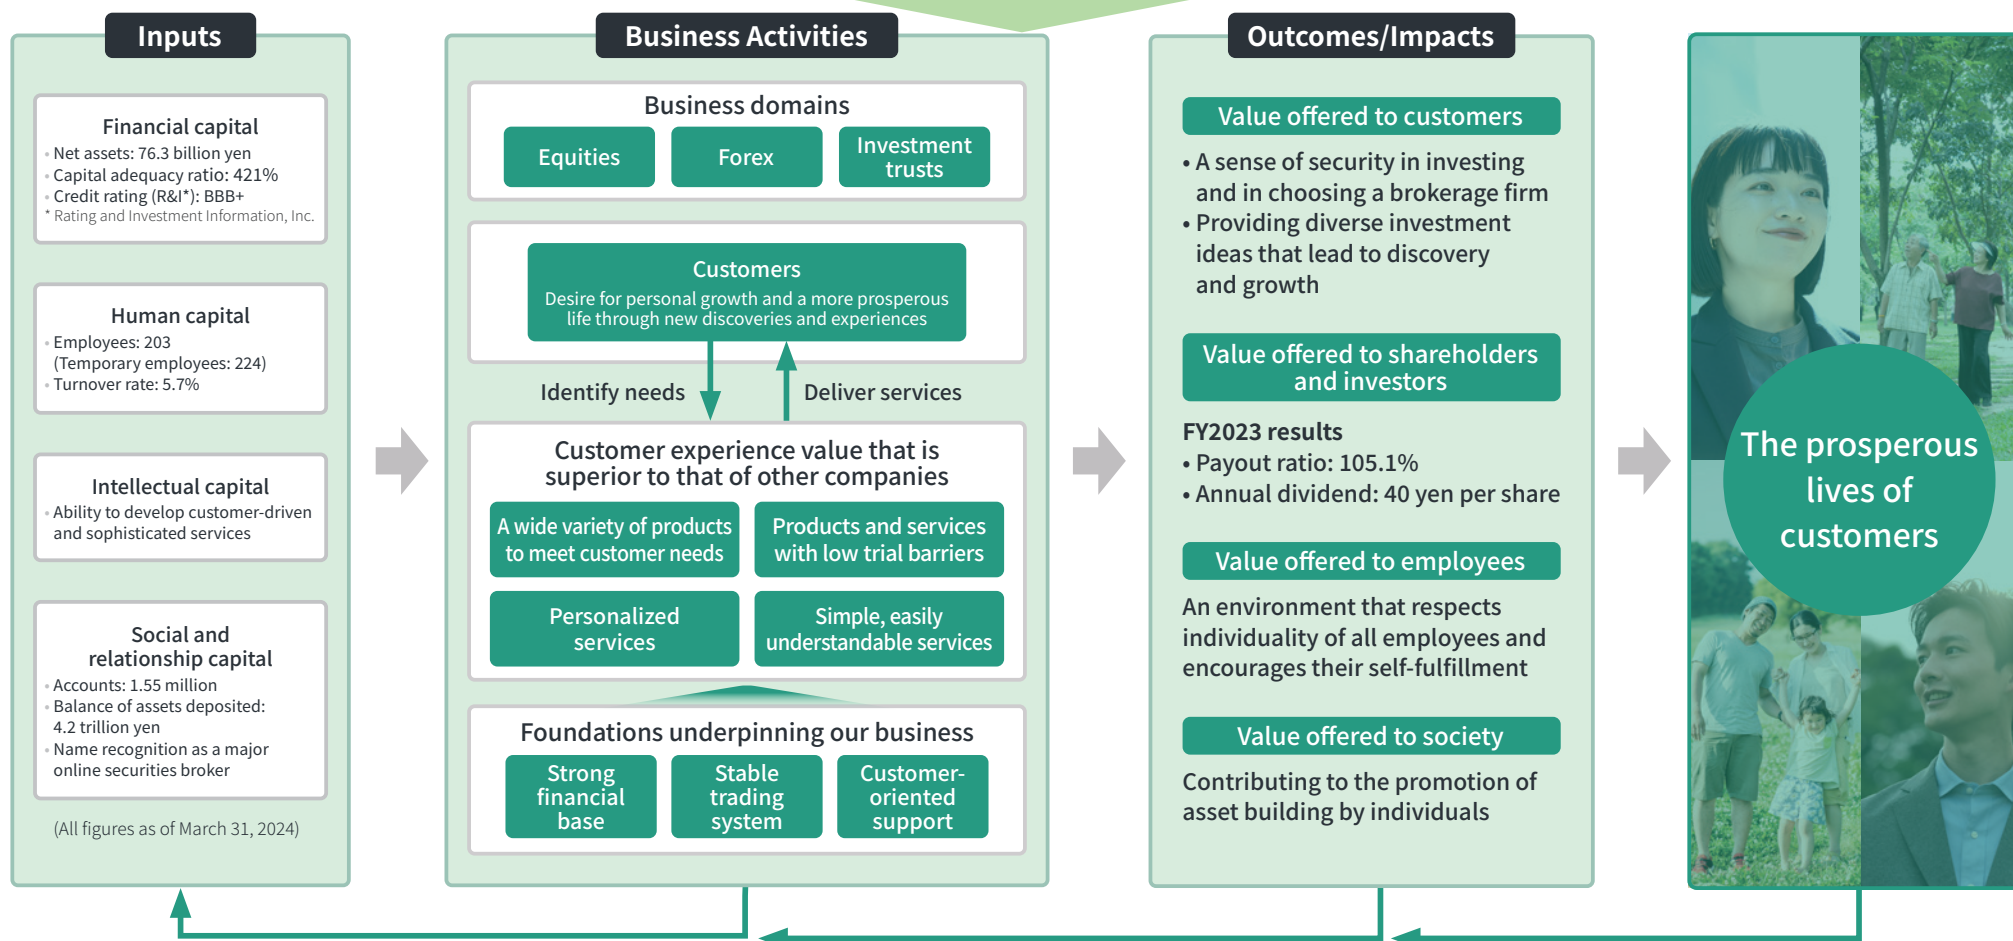 Inputs
Financial capital
• Net assets: 76.3 billion yen
• Capital adequacy ratio: 421%
• Credit rating (R&I*): BBB+
* Rating and Investment Information, Inc.
Human capital
• Employees: 203
(Temporary employees: 224)
• Turnover rate: 5.7%
Intellectual capital
• Ability to develop customer-driven
and sophisticated services
Social and
relationship capital
• Accounts: 1.55 million
• Balance of assets deposited:
4.2 trillion yen
• Name recognition as a major
online securities broker
(All figures as of March 31, 2024)
Business Activities
Business domains
Equities
Forex
Investment
trusts
Customers
Desire for personal growth and a more prosperous
life through new discoveries and experiences
Identify needs
Deliver services
Customer experience value that is
superior to that of other companies
A wide variety of products
to meet customer needs
Products and services
with low trial barriers
Personalized
services
Simple, easily
understandable services
Foundations underpinning our business
Strong
financial
base
Stable
trading
system
Customer-
oriented
support
Outcomes/Impacts
Value offered to customers
• A sense of security in investing
and in choosing a brokerage firm
• Providing diverse investment
ideas that lead to discovery
and growth
Value offered to shareholders
and investors
FY2023 results
• Payout ratio: 105.1%
• Annual dividend: 40 yen per share
Value offered to employees
An environment that respects
individuality of all employees and
encourages their self-fulfillment
Value offered to society
Contributing to the promotion of
asset building by individuals
The prosperous
lives of
customers